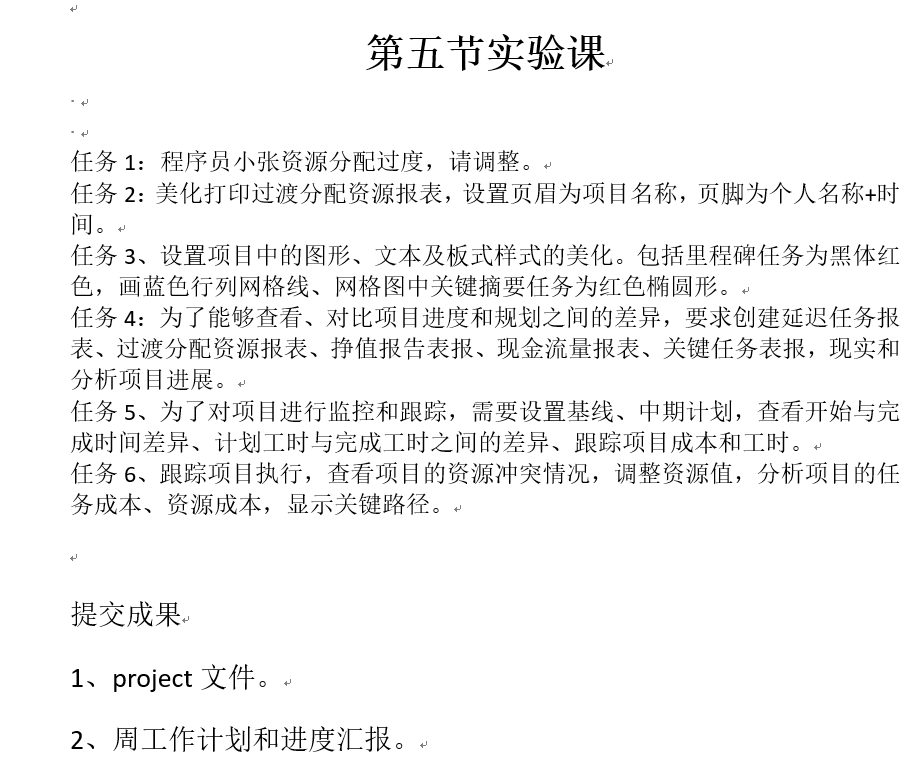 第五节实验课
任务 1：程序员小张资源分配过度，请调整。
任务 2：美化打印过渡分配资源报表，设置页眉为项目名称，页脚为个人名称+时
间。
任务 3、设置项目中的图形、文本及板式样式的美化。包括里程碑任务为黑体红
色，画蓝色行列网格线、网格图中关键摘要任务为红色椭圆形。
任务 4：为了能够查看、对比项目进度和规划之间的差异，要求创建延迟任务报
表、过渡分配资源报表、挣值报告表报、现金流量报表、关键任务表报，现实和
分析项目进展。
任务 5、为了对项目进行监控和跟踪，需要设置基线、中期计划，查看开始与完
成时间差异、计划工时与完成工时之间的差异、跟踪项目成本和工时。
任务 6、跟踪项目执行，查看项目的资源冲突情况，调整资源值，分析项目的任
务成本、资源成本，显示关键路径。
提交成果
1、project 文件。
2、周工作计划和进度汇报。